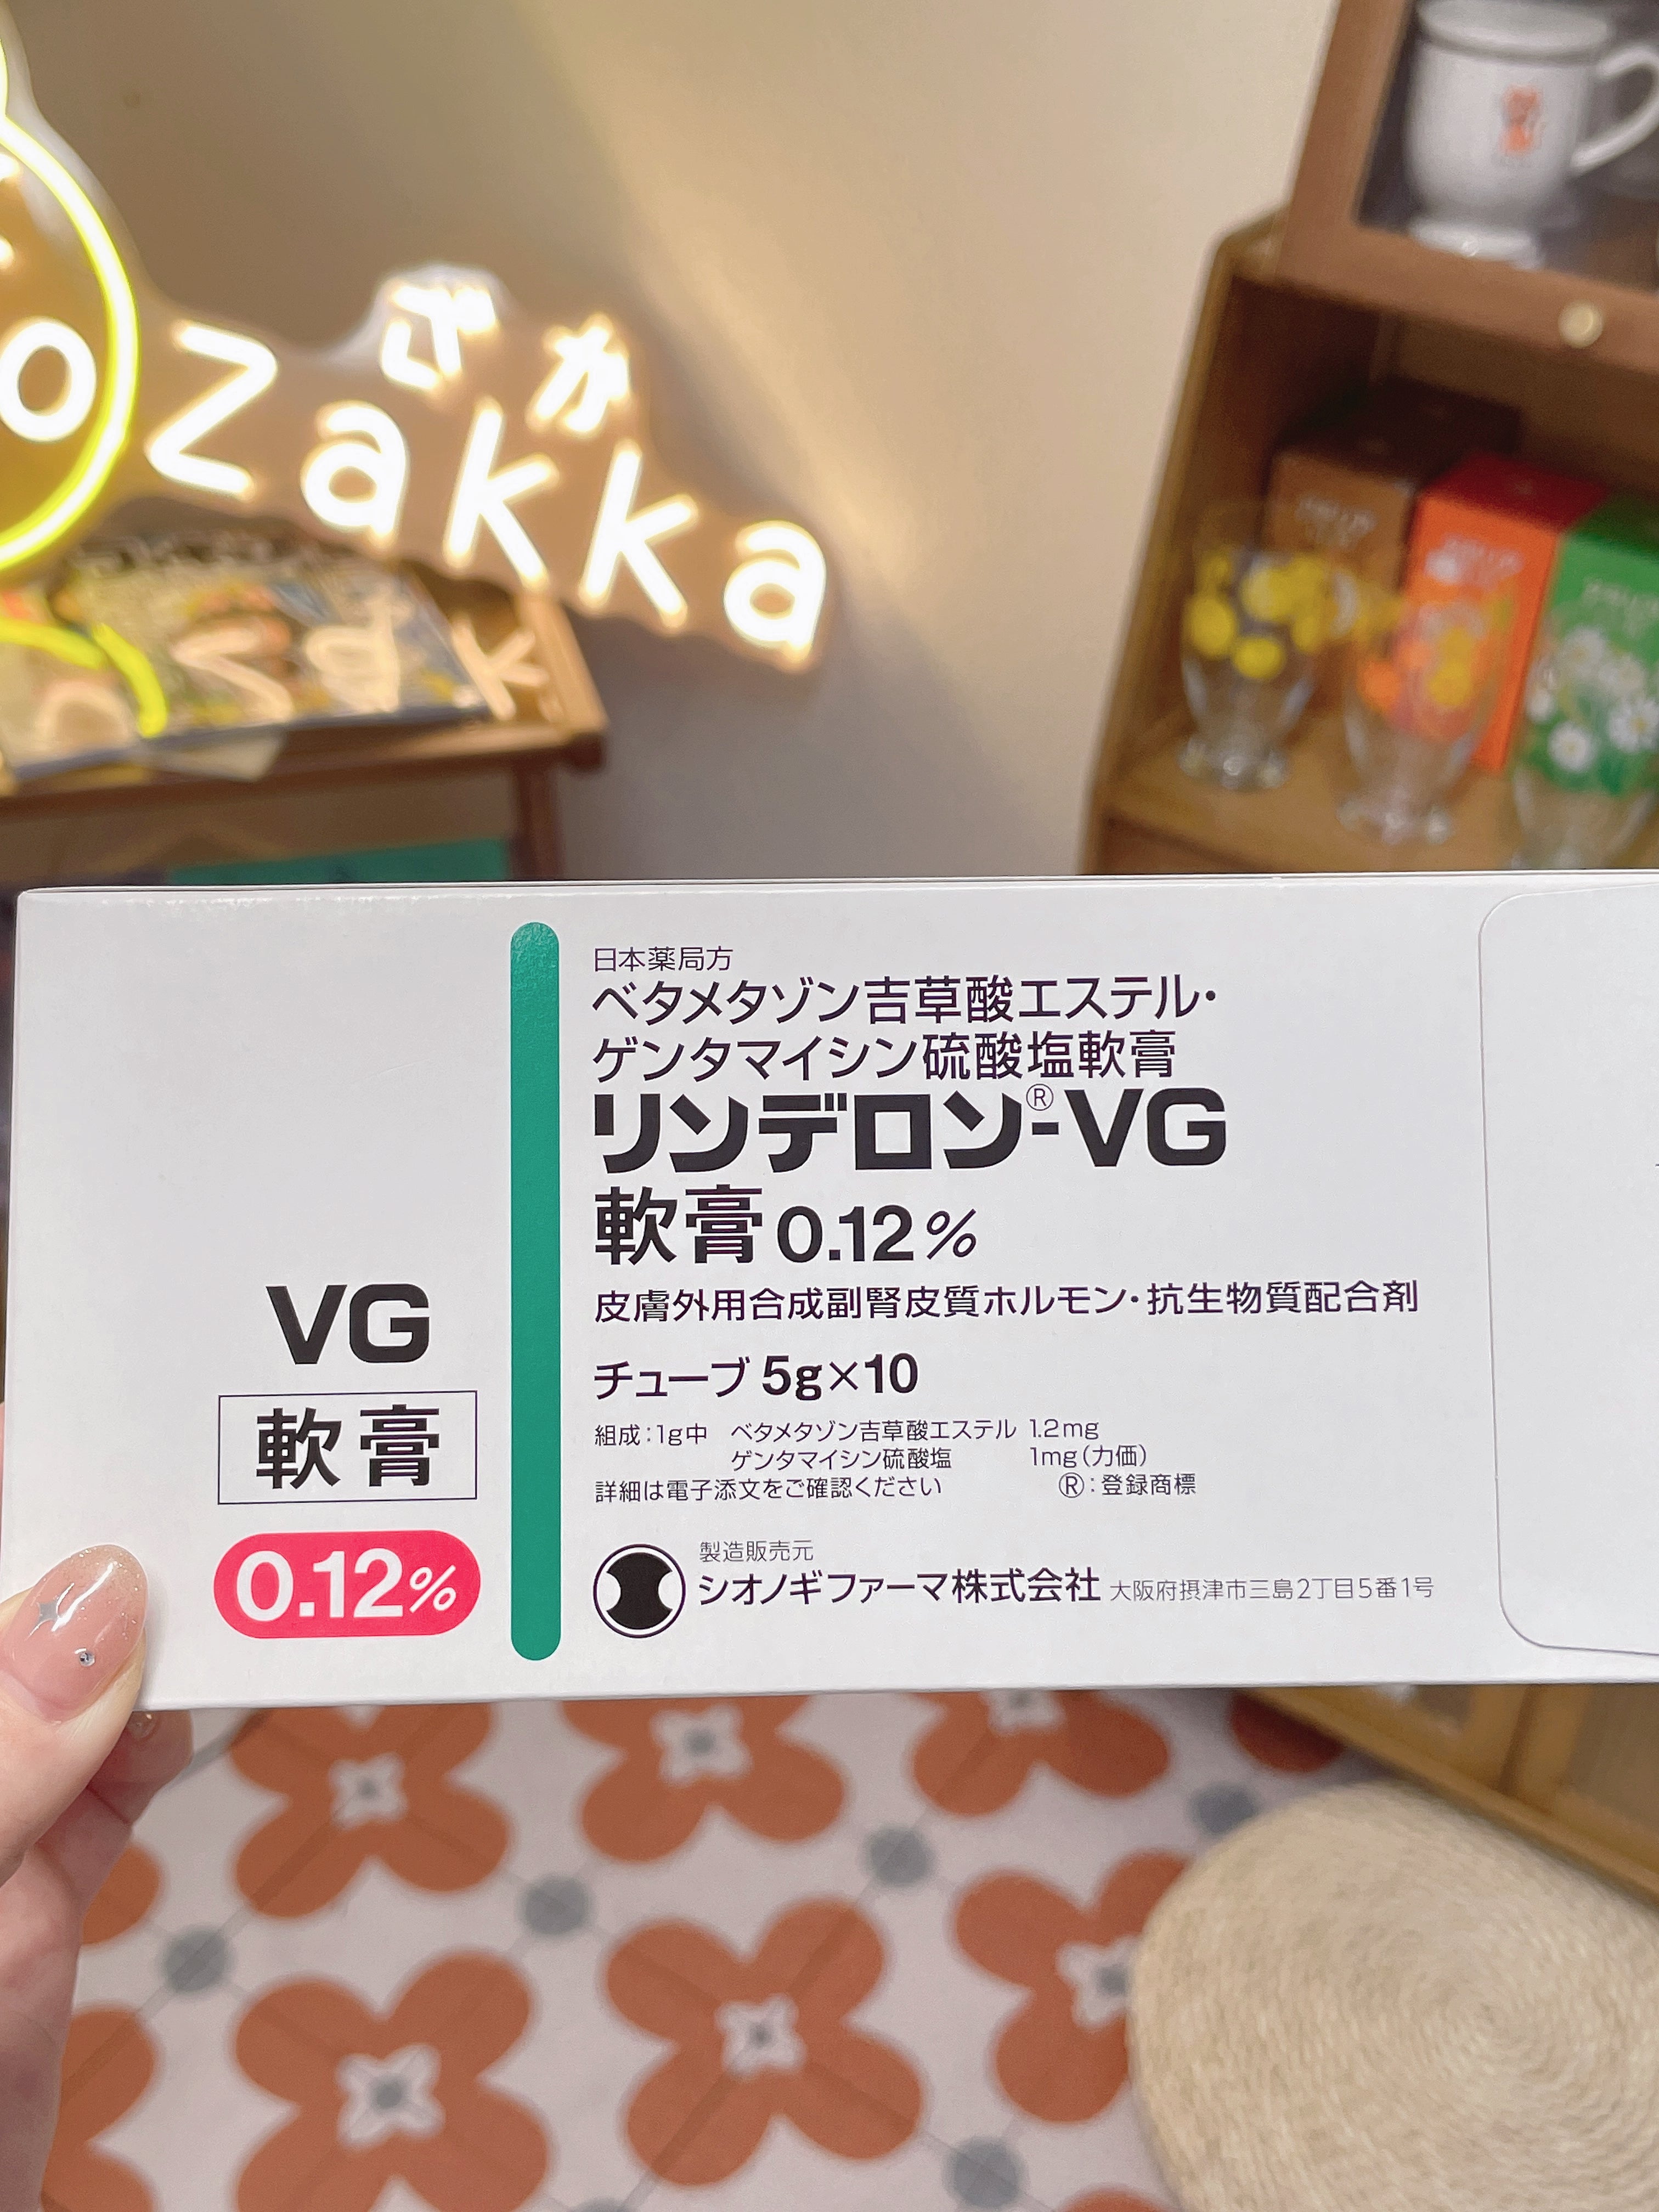 ozakka
ざっか
日本薬局方
ベタメタゾン吉草酸エステル・
ゲンタマイシン硫酸塩軟膏
リンデロン®-VG
軟膏0.12%
皮膚外用合成副腎皮質ホルモン・抗生物質配合剤
チューブ 5g×10
組成:1g中 ベタメタゾン吉草酸エステル 1.2mg
ゲンタマイシン硫酸塩 1mg(力価)
詳細は電子添文をご確認ください ®:登録商標
製造販売元
シオノギファーマ株式会社 大阪府摂津市三島2丁目5番1号
VG
軟膏
0.12%